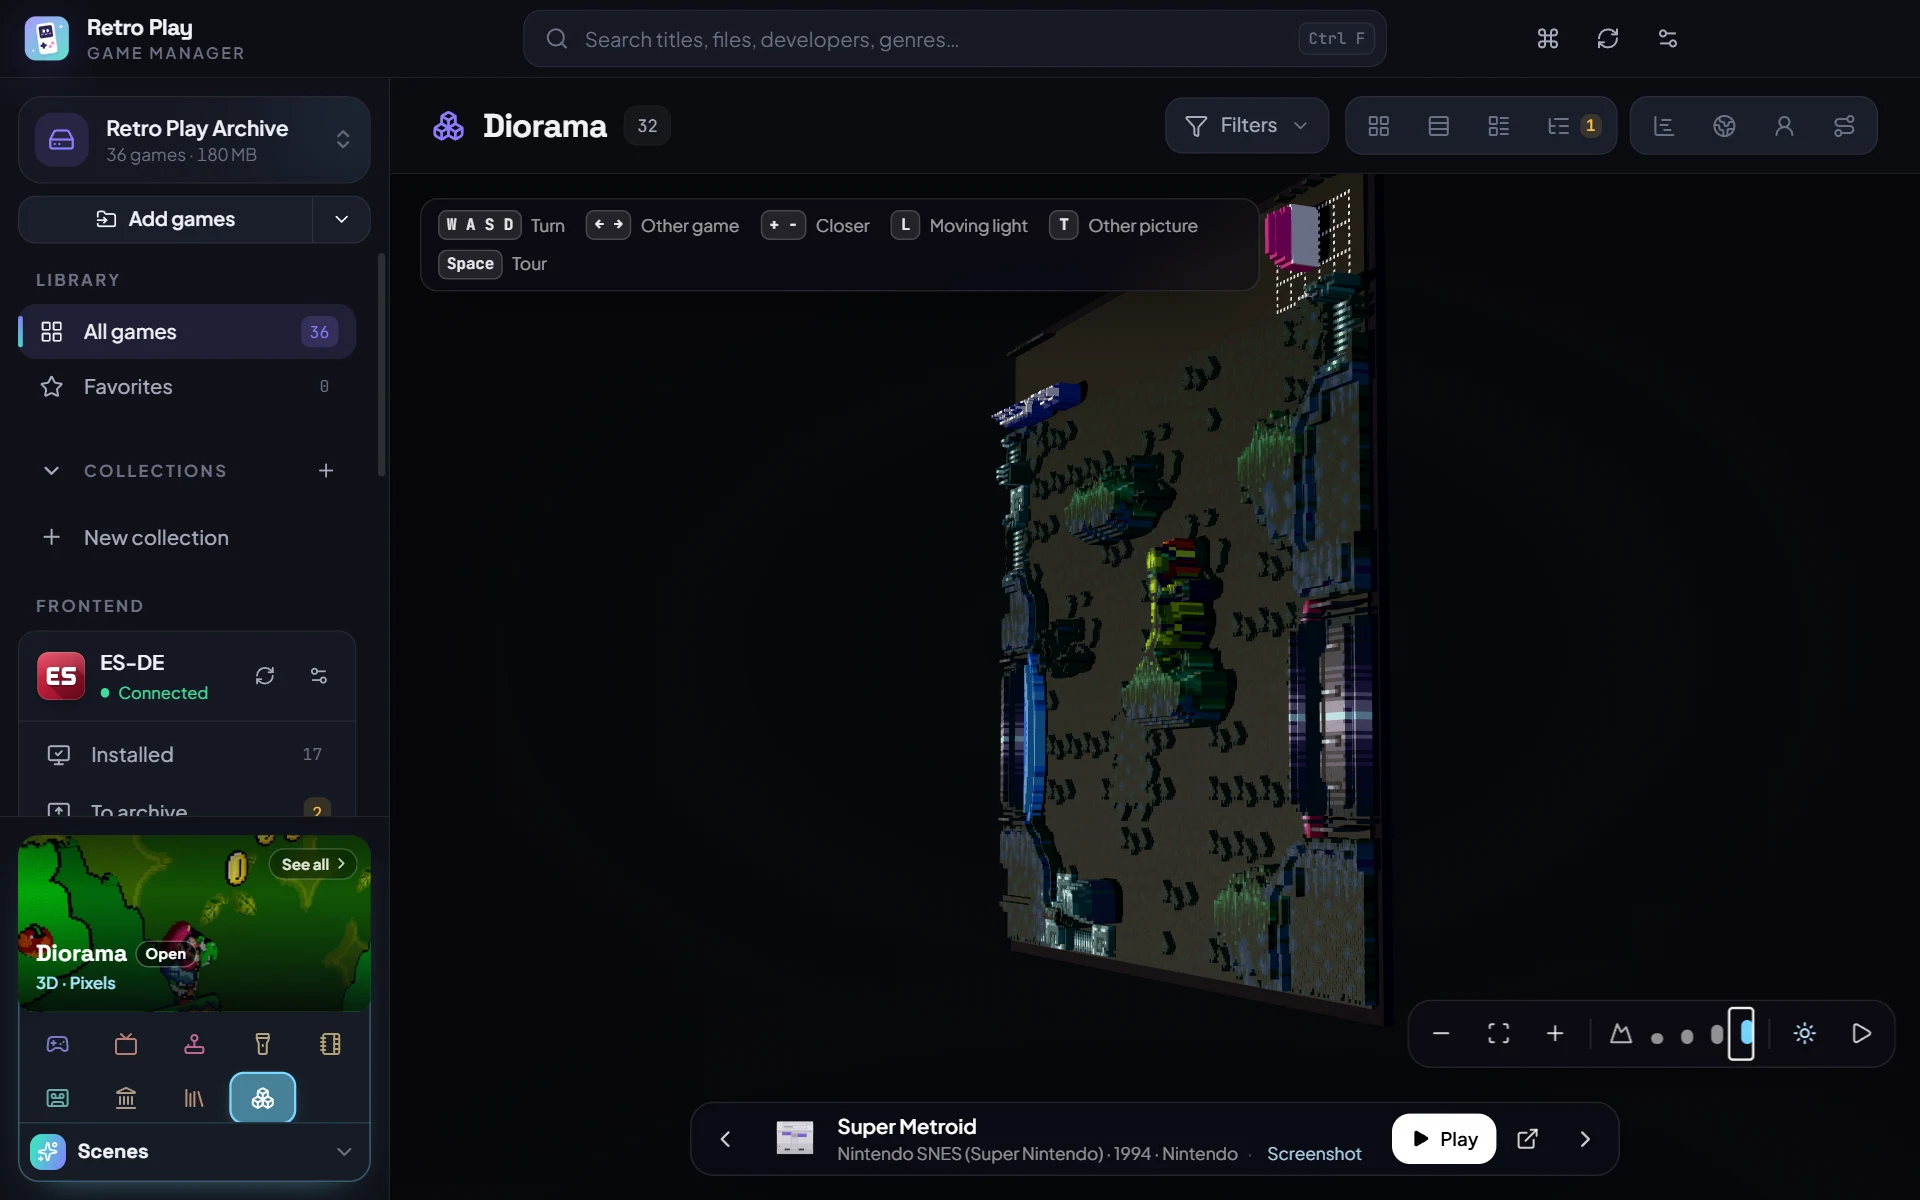 Retro Play
GAME MANAGER
Search titles, files, developers, genres...
Ctrl F
Retro Play Archive
36 games · 180 MB
Add games
LIBRARY
All games
36
Favorites
0
COLLECTIONS
New collection
FRONTEND
ES
ES-DE
Connected
Installed
17
To archive
2
See all
Diorama
Open
3D · Pixels
Scenes
Diorama
32
Filters
1
W A S D Turn
Other game
+ - Closer
L Moving light
T Other picture
Space Tour
Super Metroid
Nintendo SNES (Super Nintendo) · 1994 · Nintendo · Screenshot
Play